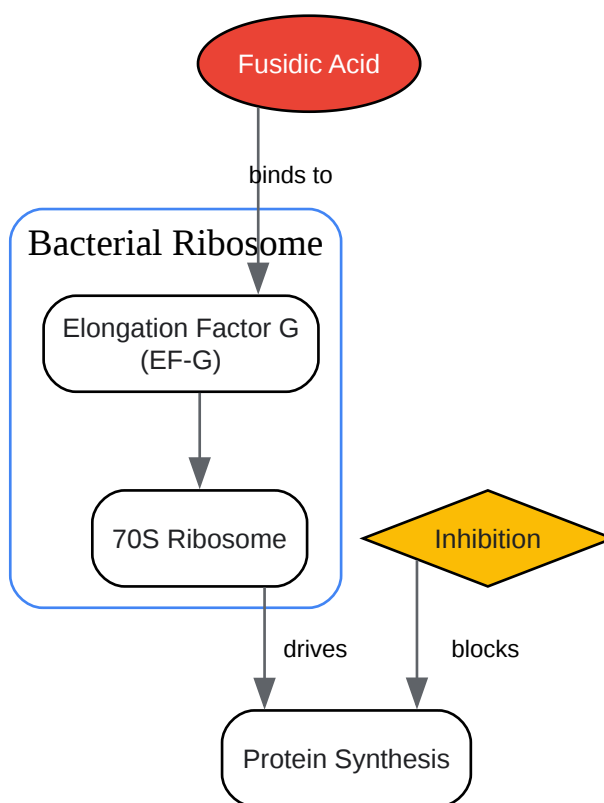 Fusidic Acid
binds to
Bacterial Ribosome
Elongation Factor G
(EF-G)
70S Ribosome
Inhibition
drives
blocks
Protein Synthesis